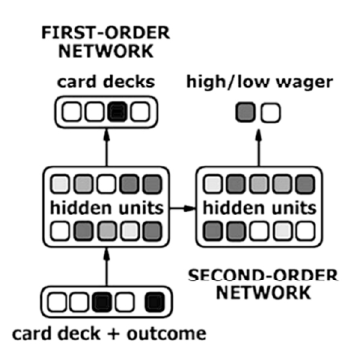 FIRST-ORDER
NETWORK
card decks
high/low wager
hidden units
hidden units
SECOND-ORDER
NETWORK
card deck + outcome